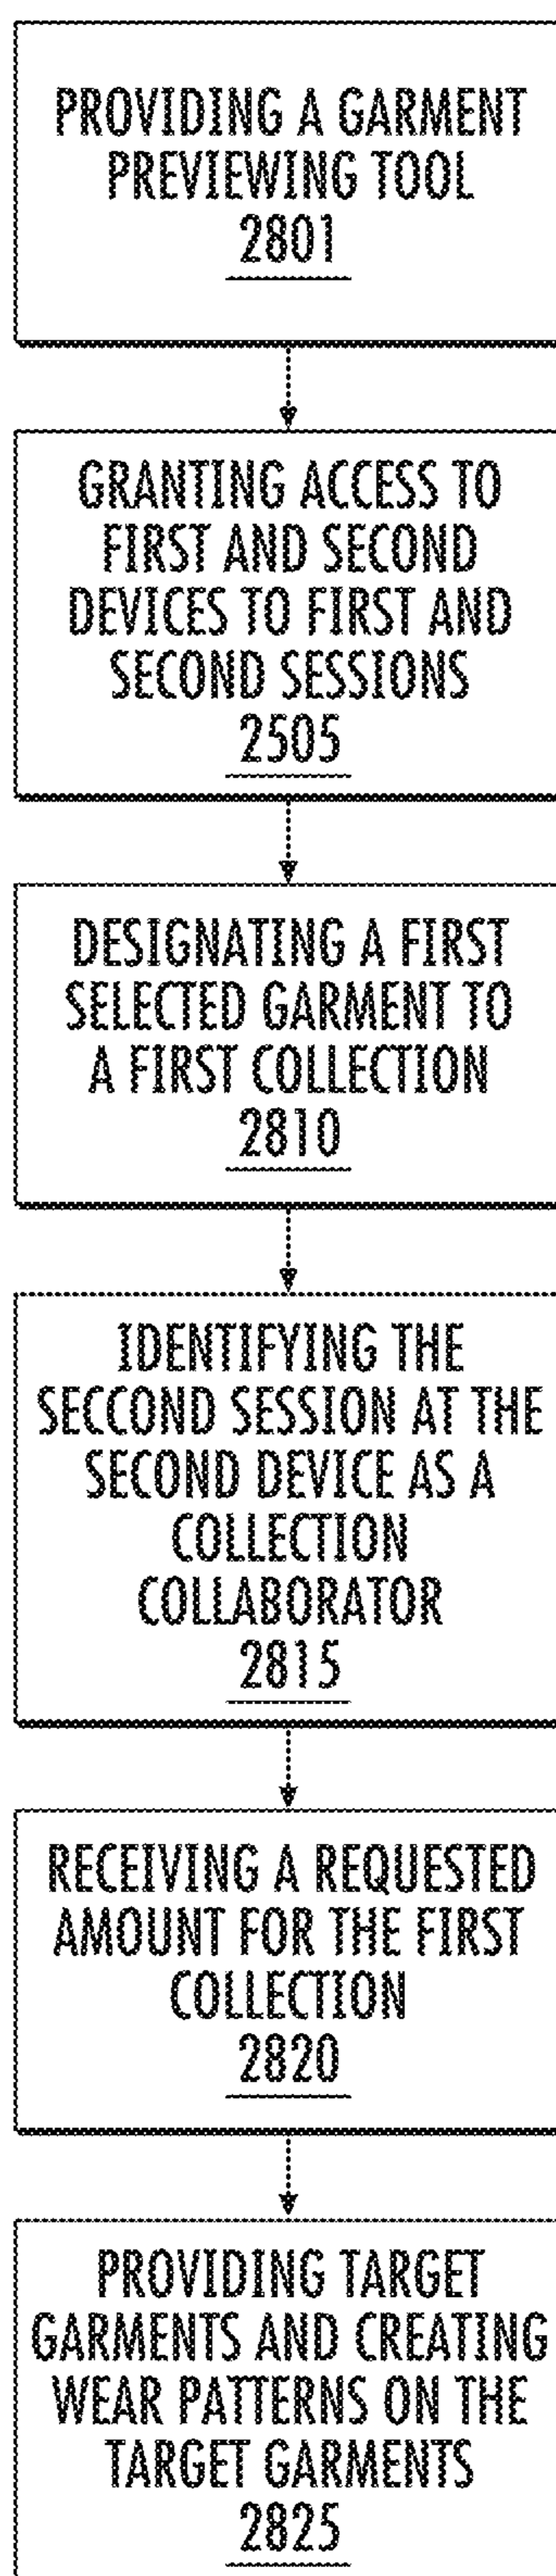 PROVIDING A GARMENT
PREVIEWING TOOL
2801
GRANTING ACCESS TO
FIRST AND SECOND
DEVICES TO FIRST AND
SECOND SESSIONS
2505
DESIGNATING A FIRST
SELECTED GARMENT TO
A FIRST COLLECTION
2810
IDENTIFYING THE
SECCOND SESSION AT THE
SECOND DEVICE AS A
COLLECTION
COLLABORATOR
2815
RECEIVING A REQUESTED
AMOUNT FOR THE FIRST
COLLECTION
2820
PROVIDING TARGET
GARMENTS AND CREATING
WEAR PATTERNS ON THE
TARGET GARMENTS
2825